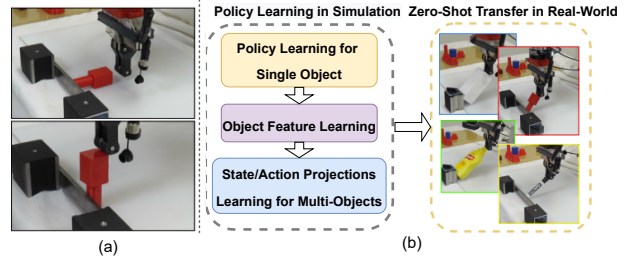 Policy Learning in Simulation Zero-Shot Transfer in Real-World
Policy Learning for
Single Object
Object Feature Learning
State/Action Projections
Learning for Multi-Objects
(a)
(b)